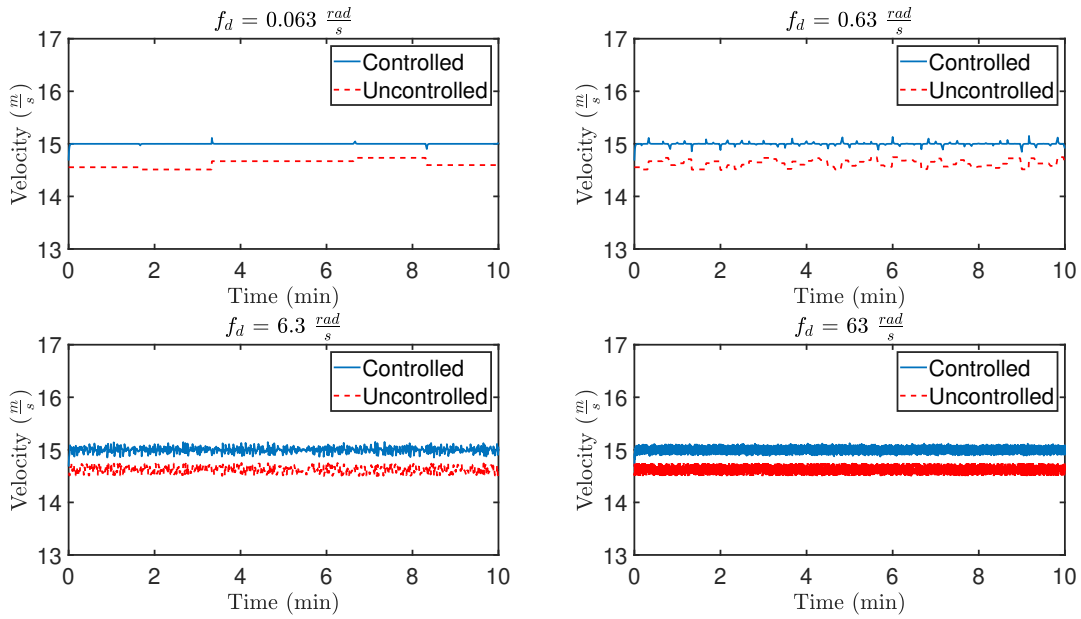 f_d = 0.063 rad/s
17
16
15
14
13
Velocity (m/s)
Controlled
Uncontrolled
0 2 4 6 8 10
Time (min)
f_d = 0.63 rad/s
17
16
15
14
13
Velocity (m/s)
Controlled
Uncontrolled
0 2 4 6 8 10
Time (min)
f_d = 6.3 rad/s
17
16
15
14
13
Velocity (m/s)
Controlled
Uncontrolled
0 2 4 6 8 10
Time (min)
f_d = 63 rad/s
17
16
15
14
13
Velocity (m/s)
Controlled
Uncontrolled
0 2 4 6 8 10
Time (min)